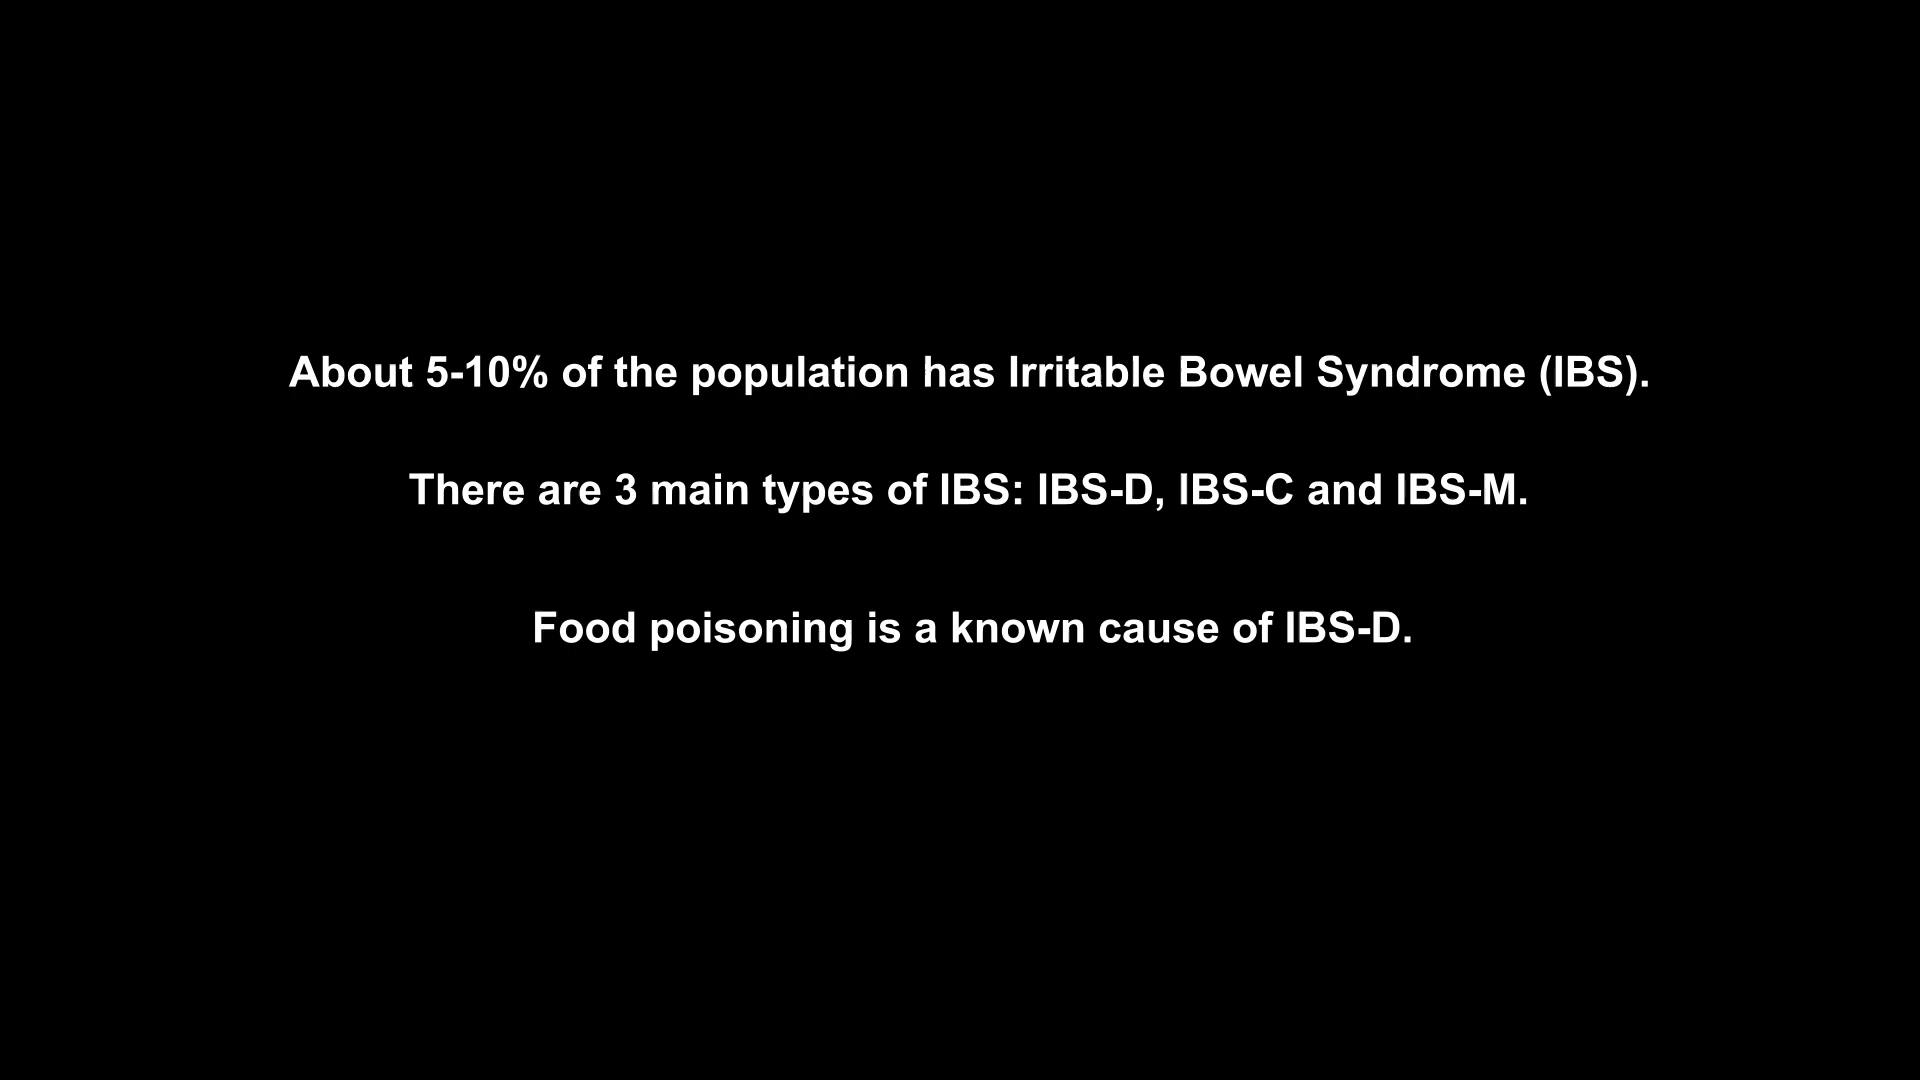 About 5-10% of the population has Irritable Bowel Syndrome (IBS).
There are 3 main types of IBS: IBS-D, IBS-C and IBS-M.
Food poisoning is a known cause of IBS-D.